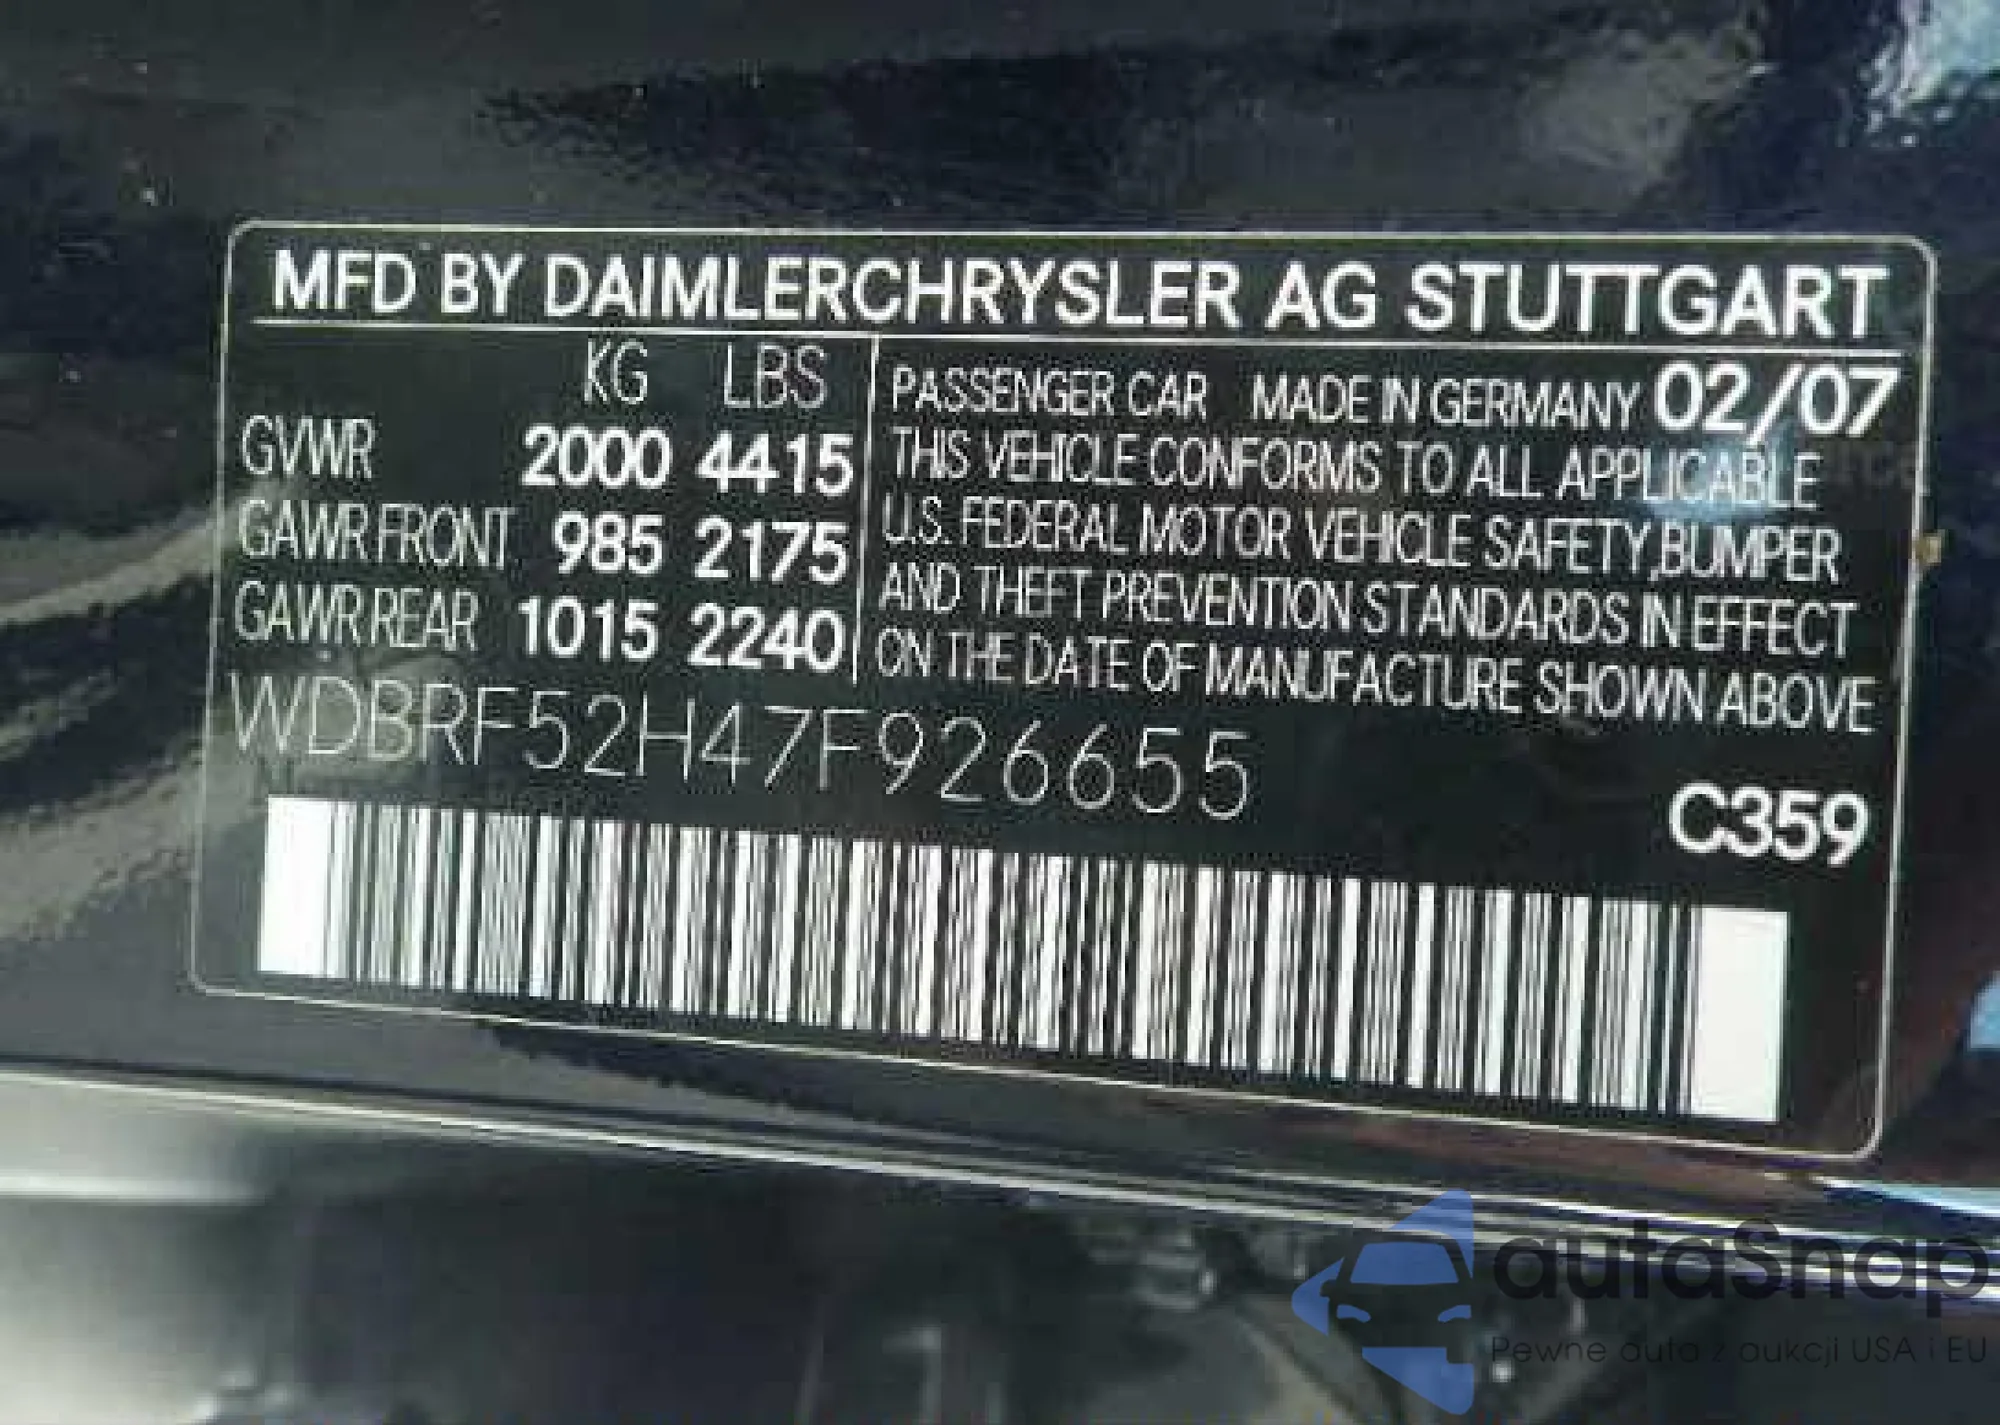 MFD BY DAIMLERCHRYSLER AG STUTTGART
KG LBS
GVWR 2000 4415
GAWR FRONT 985 2175
GAWR REAR 1015 2240
PASSENGER CAR MADE IN GERMANY 02/07
THIS VEHICLE CONFORMS TO ALL APPLICABLE
U.S. FEDERAL MOTOR VEHICLE SAFETY,BUMPER
AND THEFT PREVENTION STANDARDS IN EFFECT
ON THE DATE OF MANUFACTURE SHOWN ABOVE
WDBRF52H47F926655
C359
autaSnap
Pewne auta z aukcji USA i EU